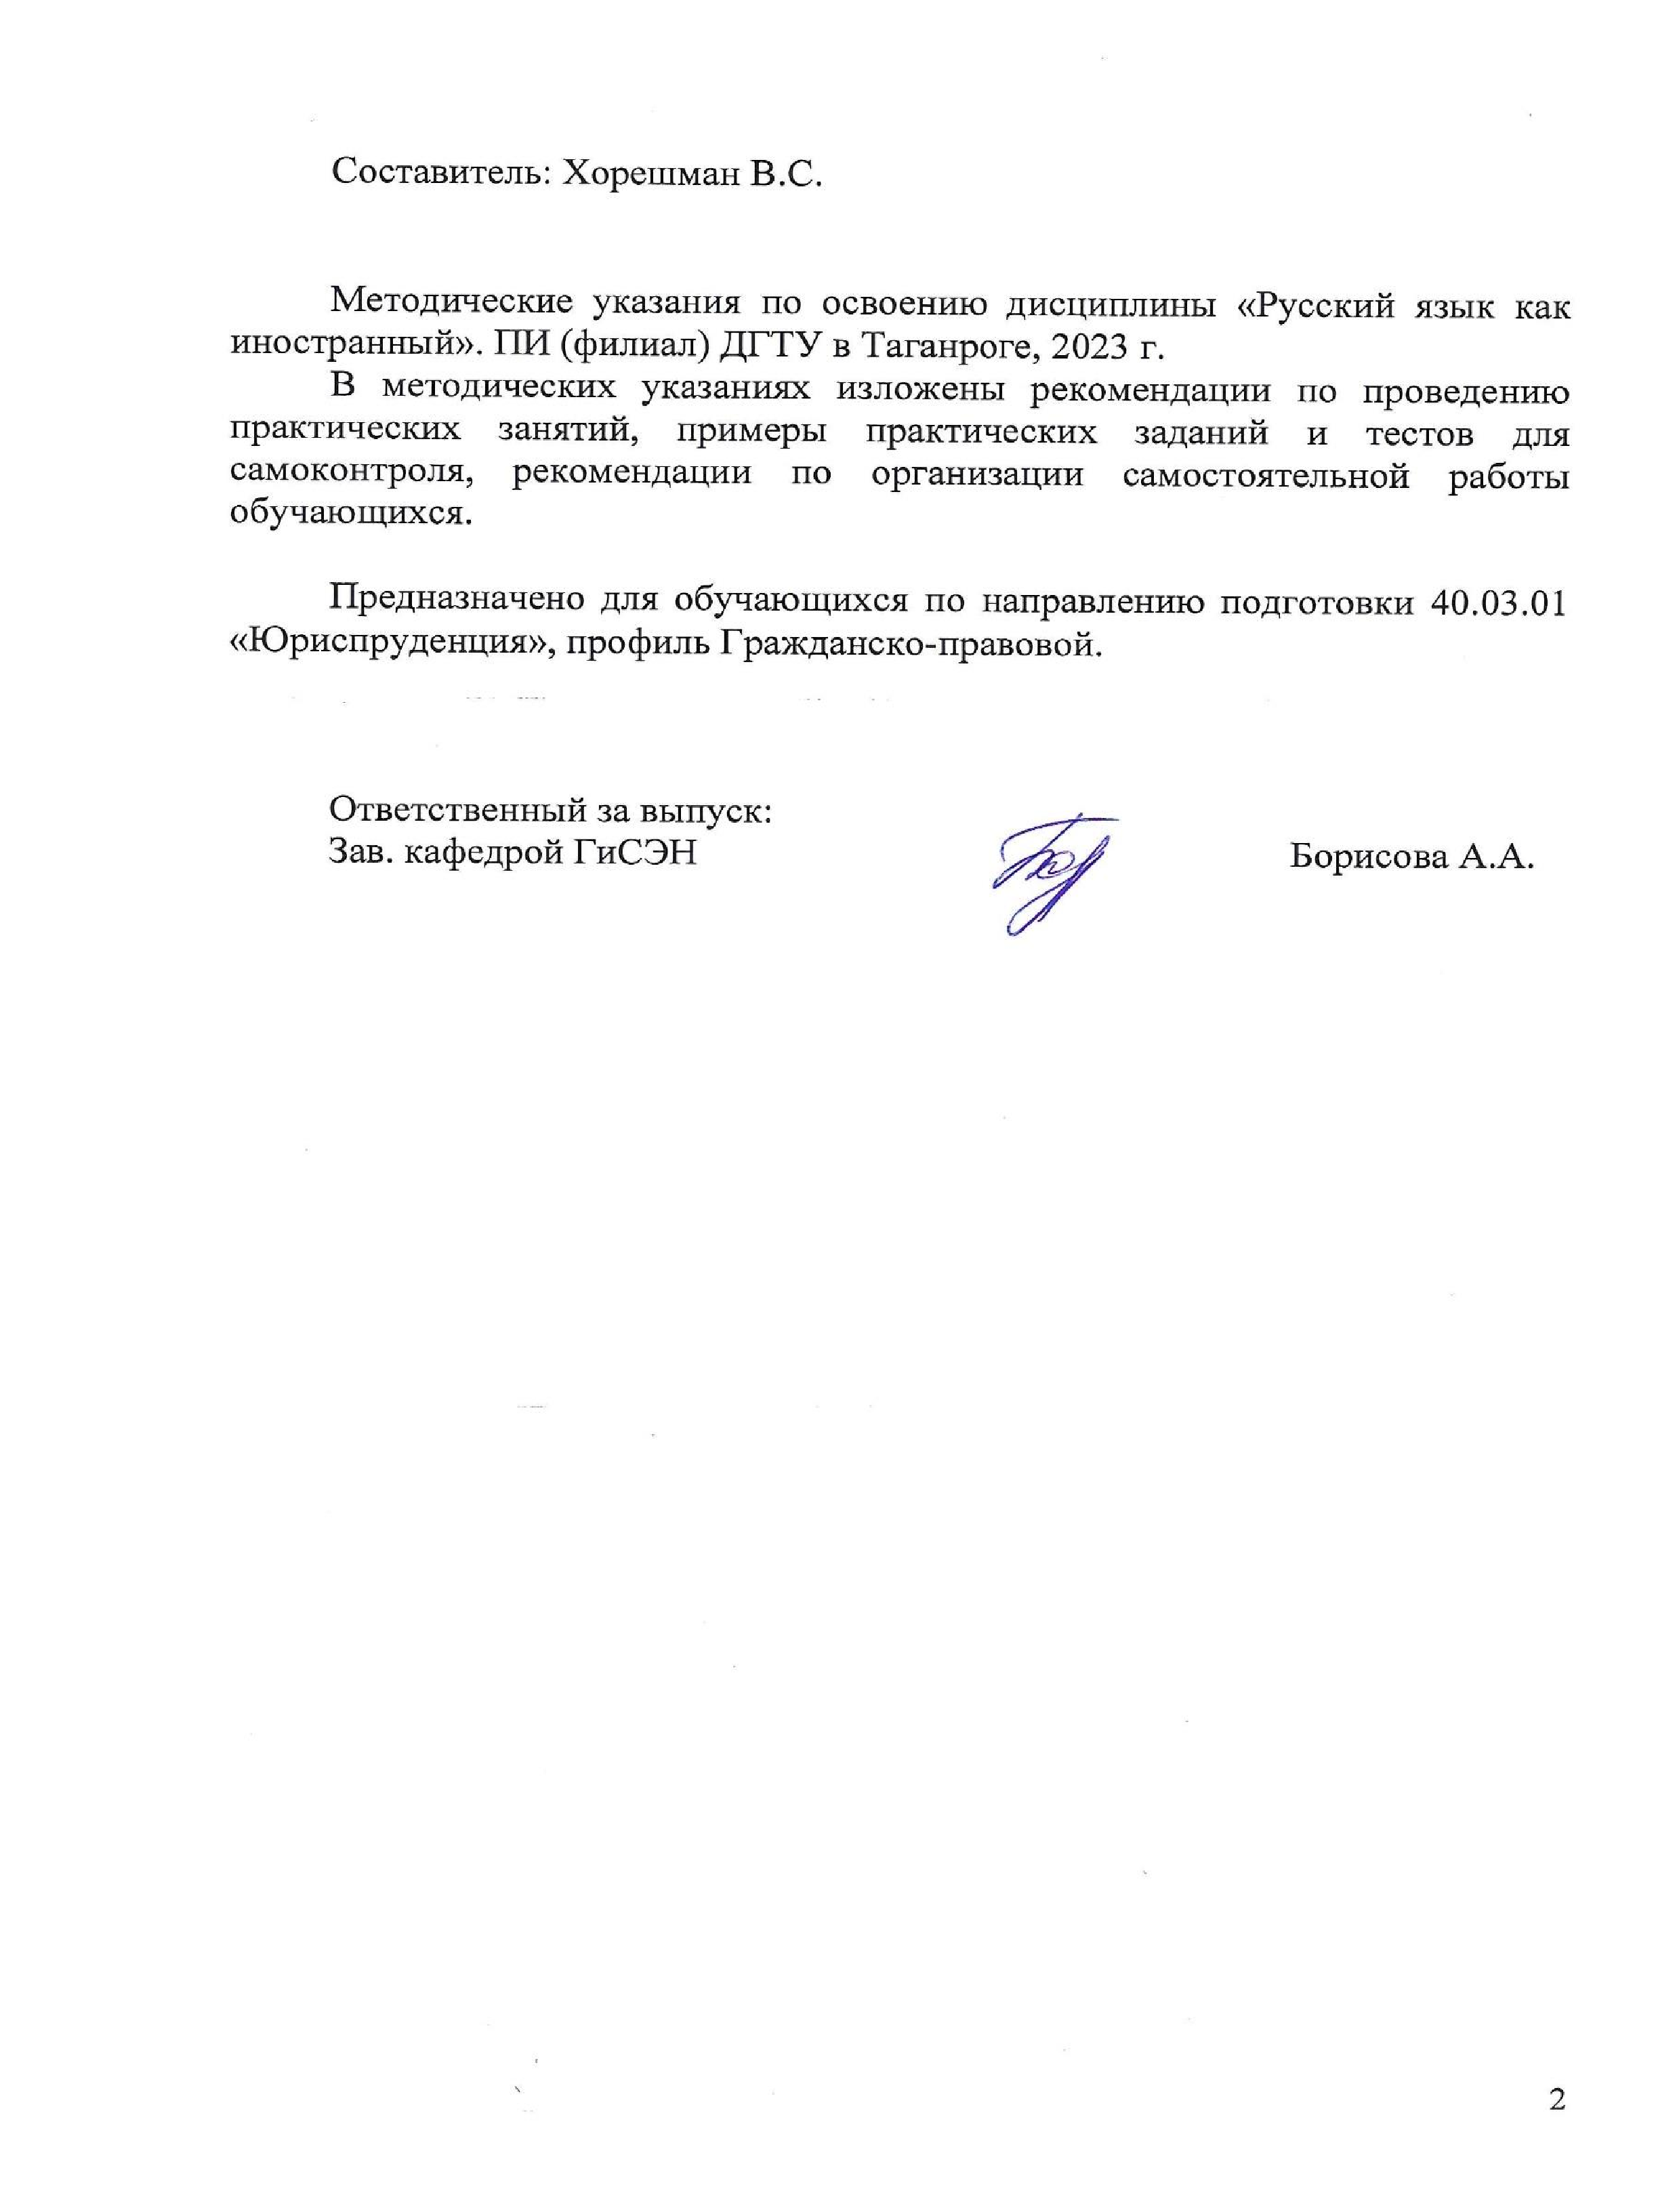 Составитель: Хорешман В.С.
Методические указания по освоению дисциплины «Русский язык как
иностранный». ПИ (филиал) ДГТУ в Таганроге, 2023 г.
В методических указаниях изложены рекомендации по проведению
практических занятий, примеры практических заданий и тестов для
самоконтроля, рекомендации по организации самостоятельной работы
обучающихся.
Предназначено для обучающихся по направлению подготовки 40.03.01
«Юриспруденция», профиль Гражданско-правовой.
Ответственный за выпуск:
Зав. кафедрой ГиСЭН Борисова А.А.
2